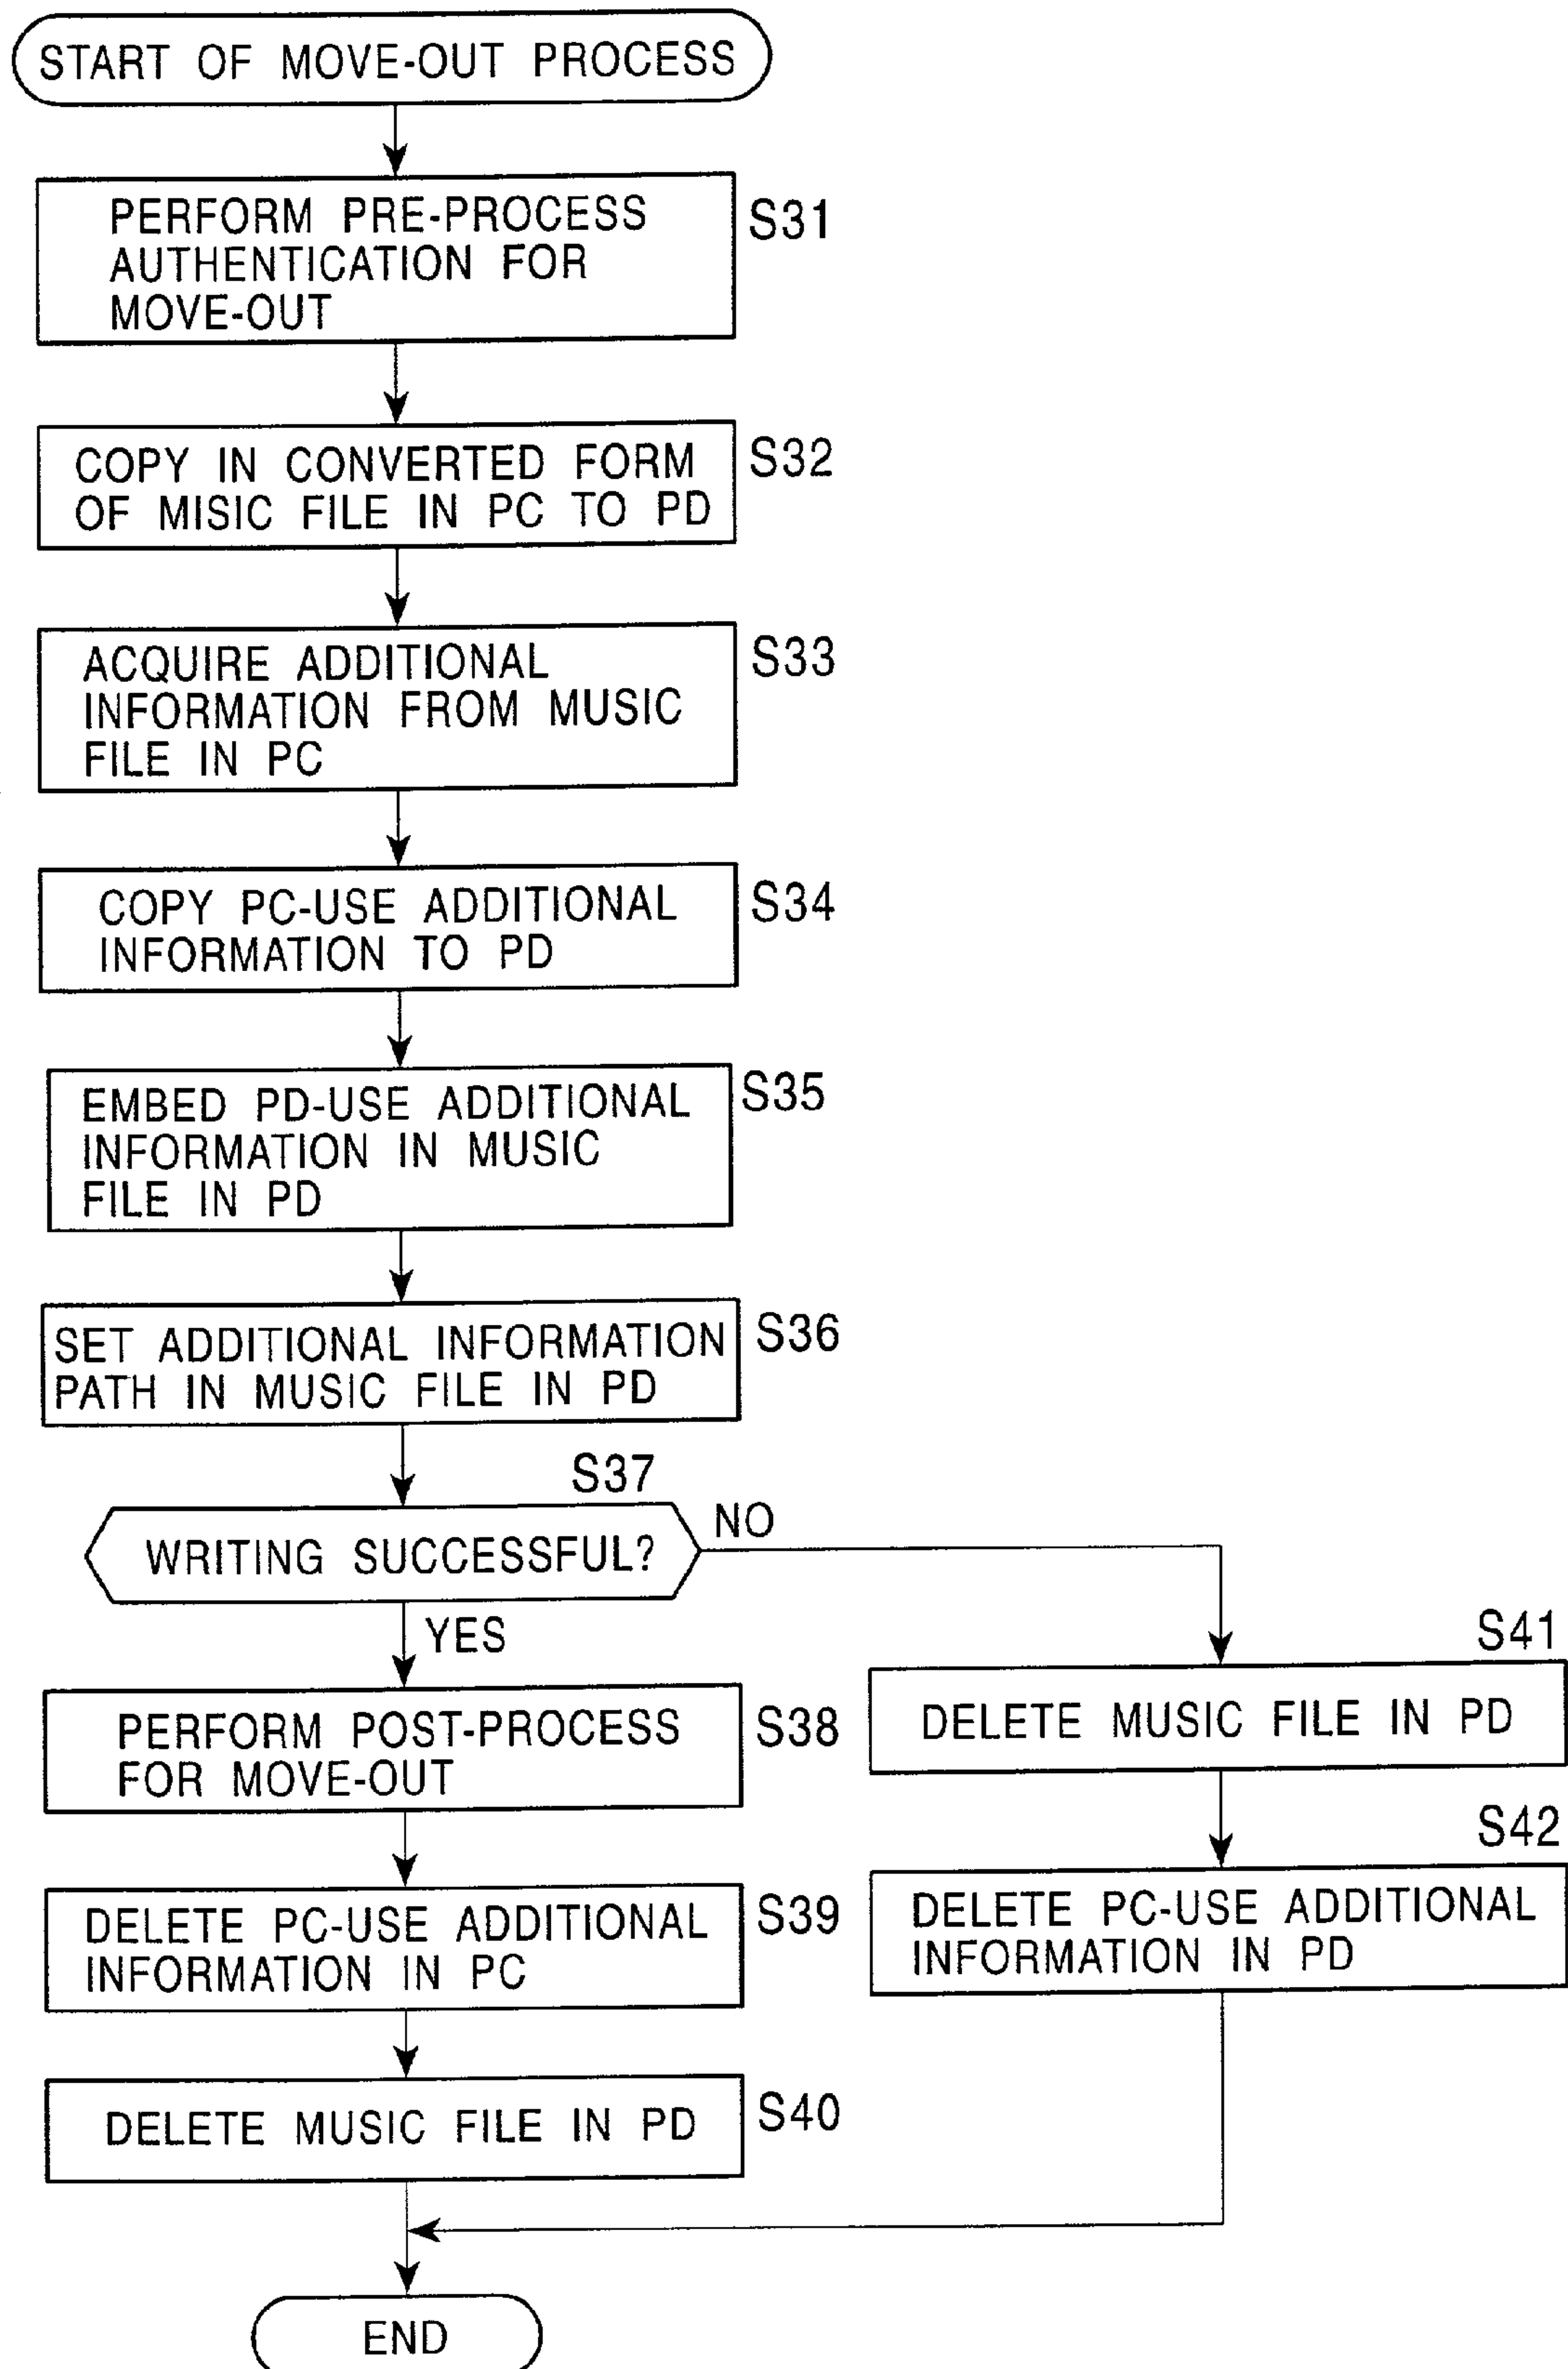 START OF MOVE-OUT PROCESS
PERFORM PRE-PROCESS
AUTHENTICATION FOR
MOVE-OUT
S31
COPY IN CONVERTED FORM
OF MISIC FILE IN PC TO PD
S32
ACQUIRE ADDITIONAL
INFORMATION FROM MUSIC
FILE IN PC
S33
COPY PC-USE ADDITIONAL
INFORMATION TO PD
S34
EMBED PD-USE ADDITIONAL
INFORMATION IN MUSIC
FILE IN PD
S35
SET ADDITIONAL INFORMATION
PATH IN MUSIC FILE IN PD
S36
S37
WRITING SUCCESSFUL?
NO
YES
PERFORM POST-PROCESS
FOR MOVE-OUT
S38
DELETE PC-USE ADDITIONAL
INFORMATION IN PC
S39
DELETE MUSIC FILE IN PD
S40
S41
DELETE MUSIC FILE IN PD
S42
DELETE PC-USE ADDITIONAL
INFORMATION IN PD
END